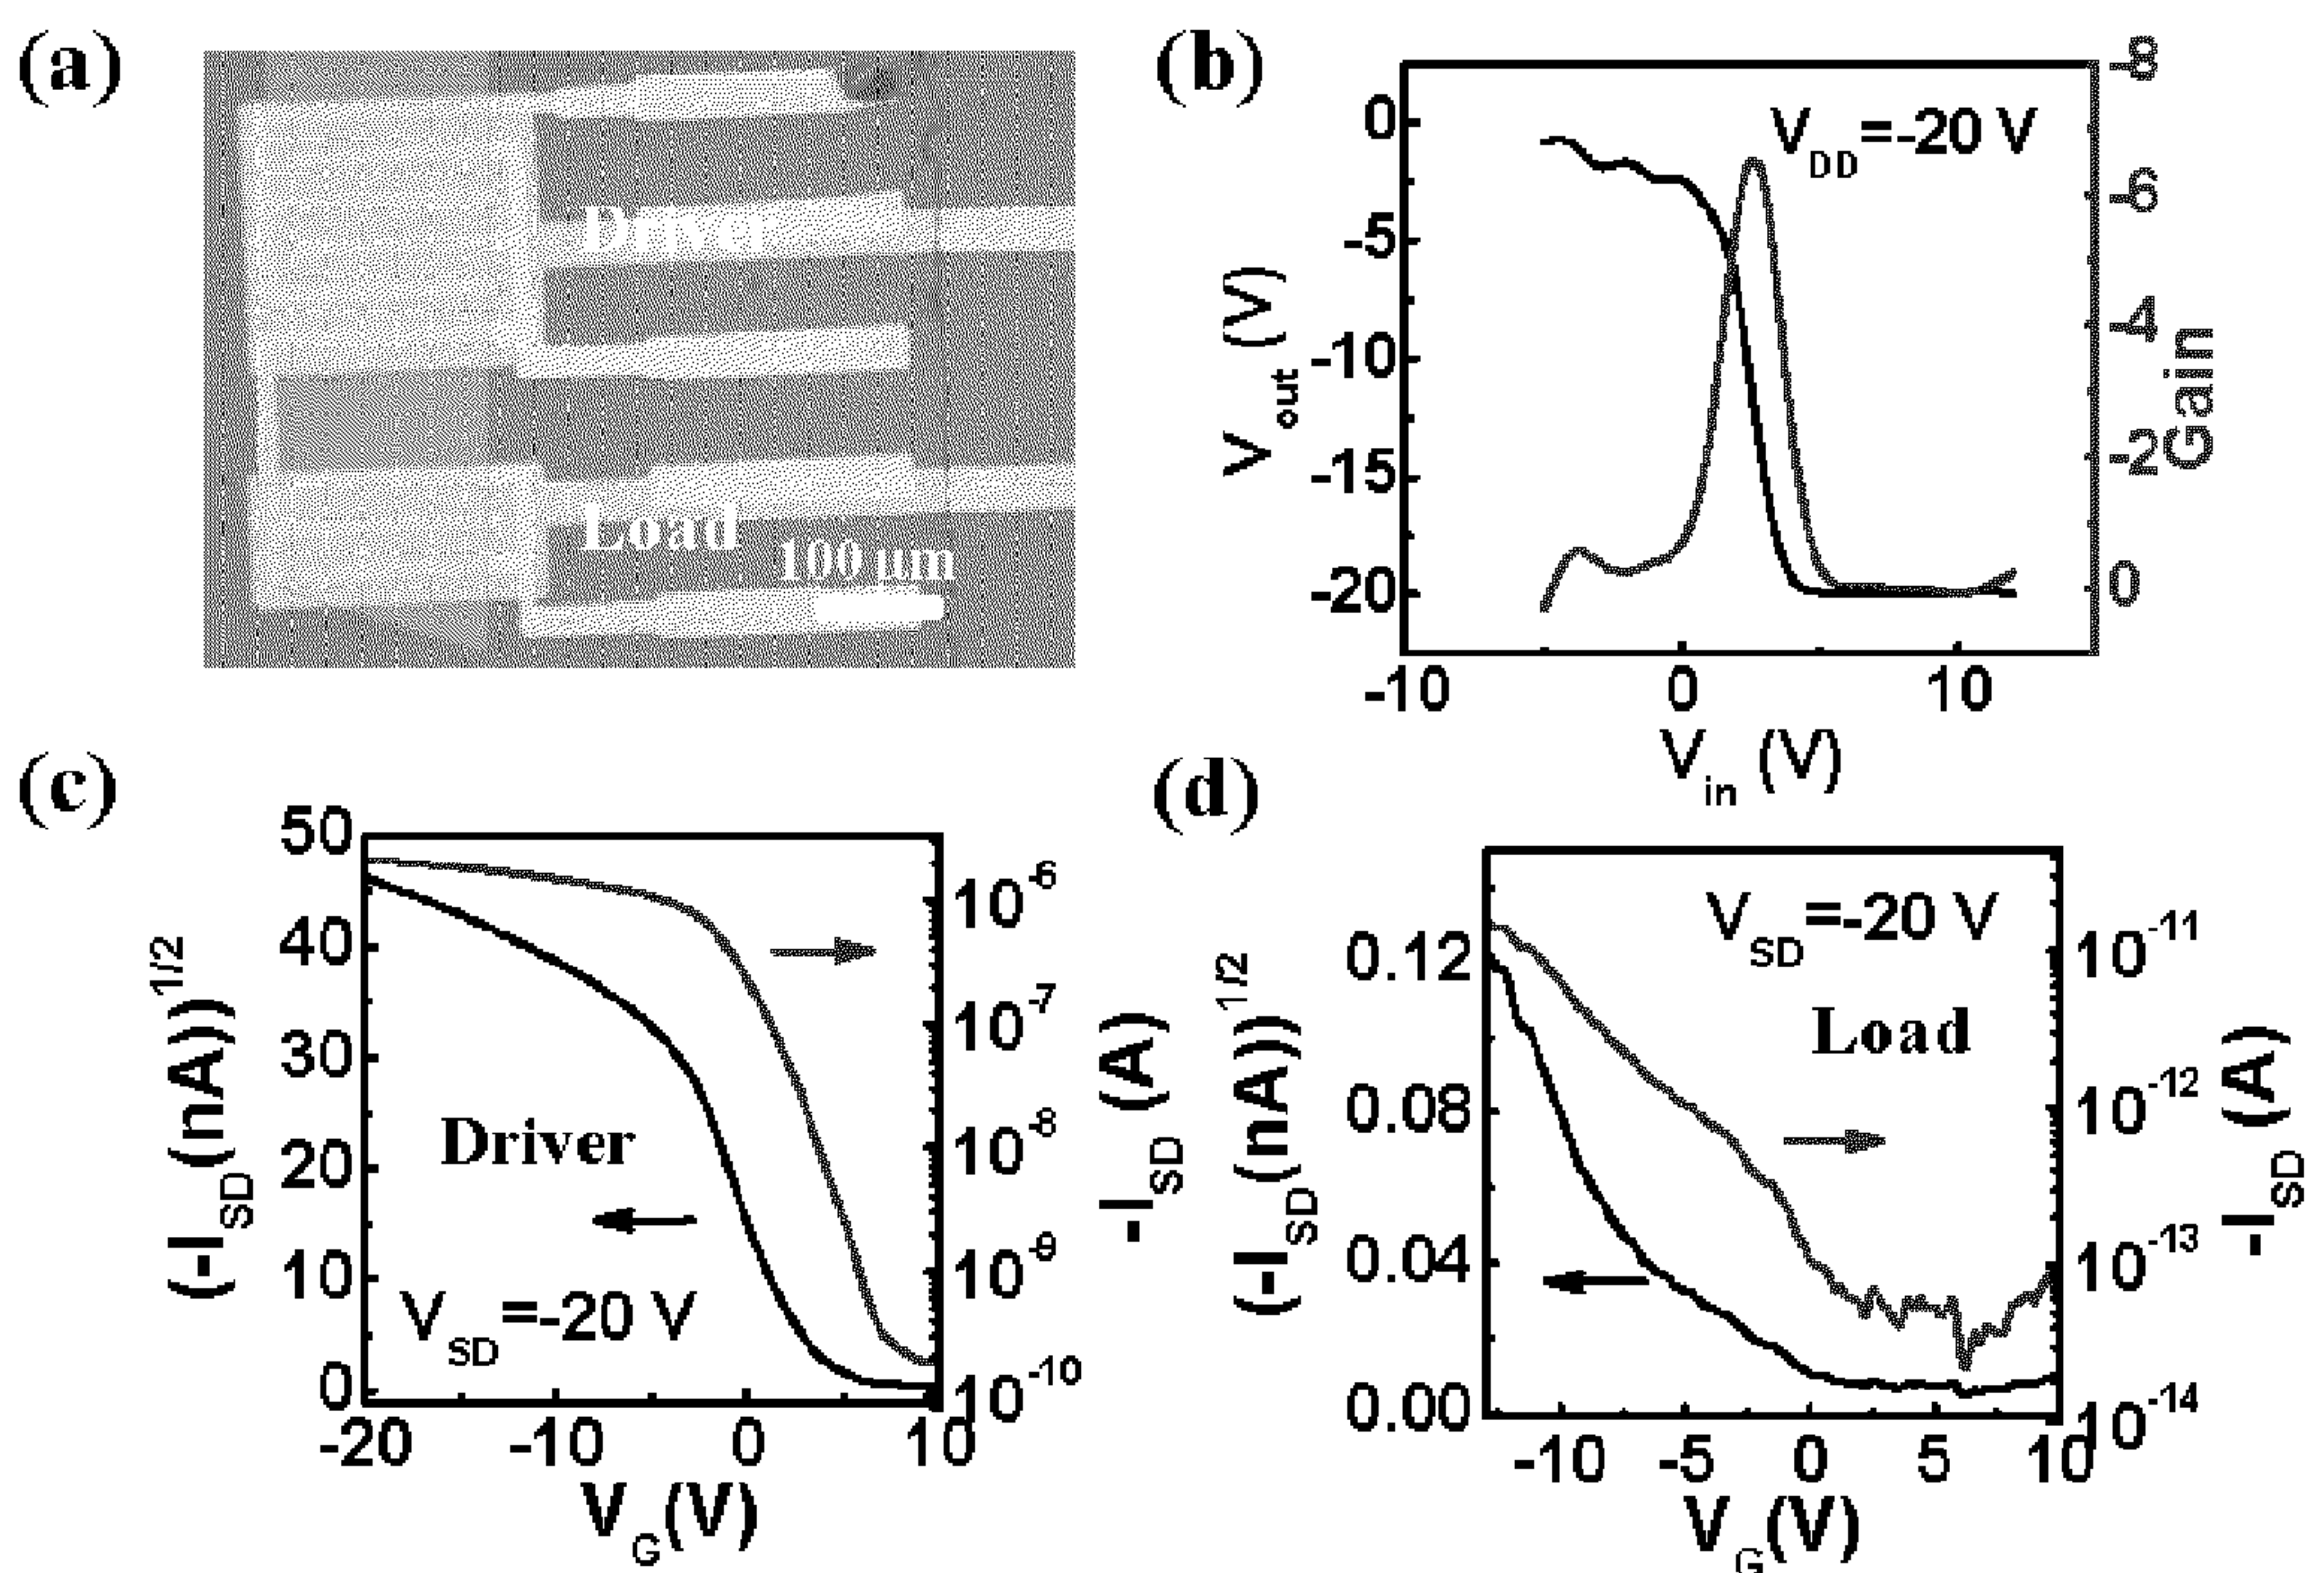 (a)
Driver
Load
100 µm
(b)
V_DD=-20 V
0
-5
-10
-15
-20
V_out (V)
-8
-6
-4
-2
0
Gain
-10 0 10
V_in (V)
(c)
50
40
30
20
10
0
(-I_SD(nA))^1/2
Driver
V_SD=-20 V
10^-6
10^-7
10^-8
10^-9
10^-10
-I_SD (A)
-20 -10 0 10
V_G(V)
(d)
0.12
0.08
0.04
0.00
(-I_SD(nA))^1/2
V_SD=-20 V
Load
10^-11
10^-12
10^-13
10^-14
-I_SD (A)
-10 -5 0 5 10
V_G(V)